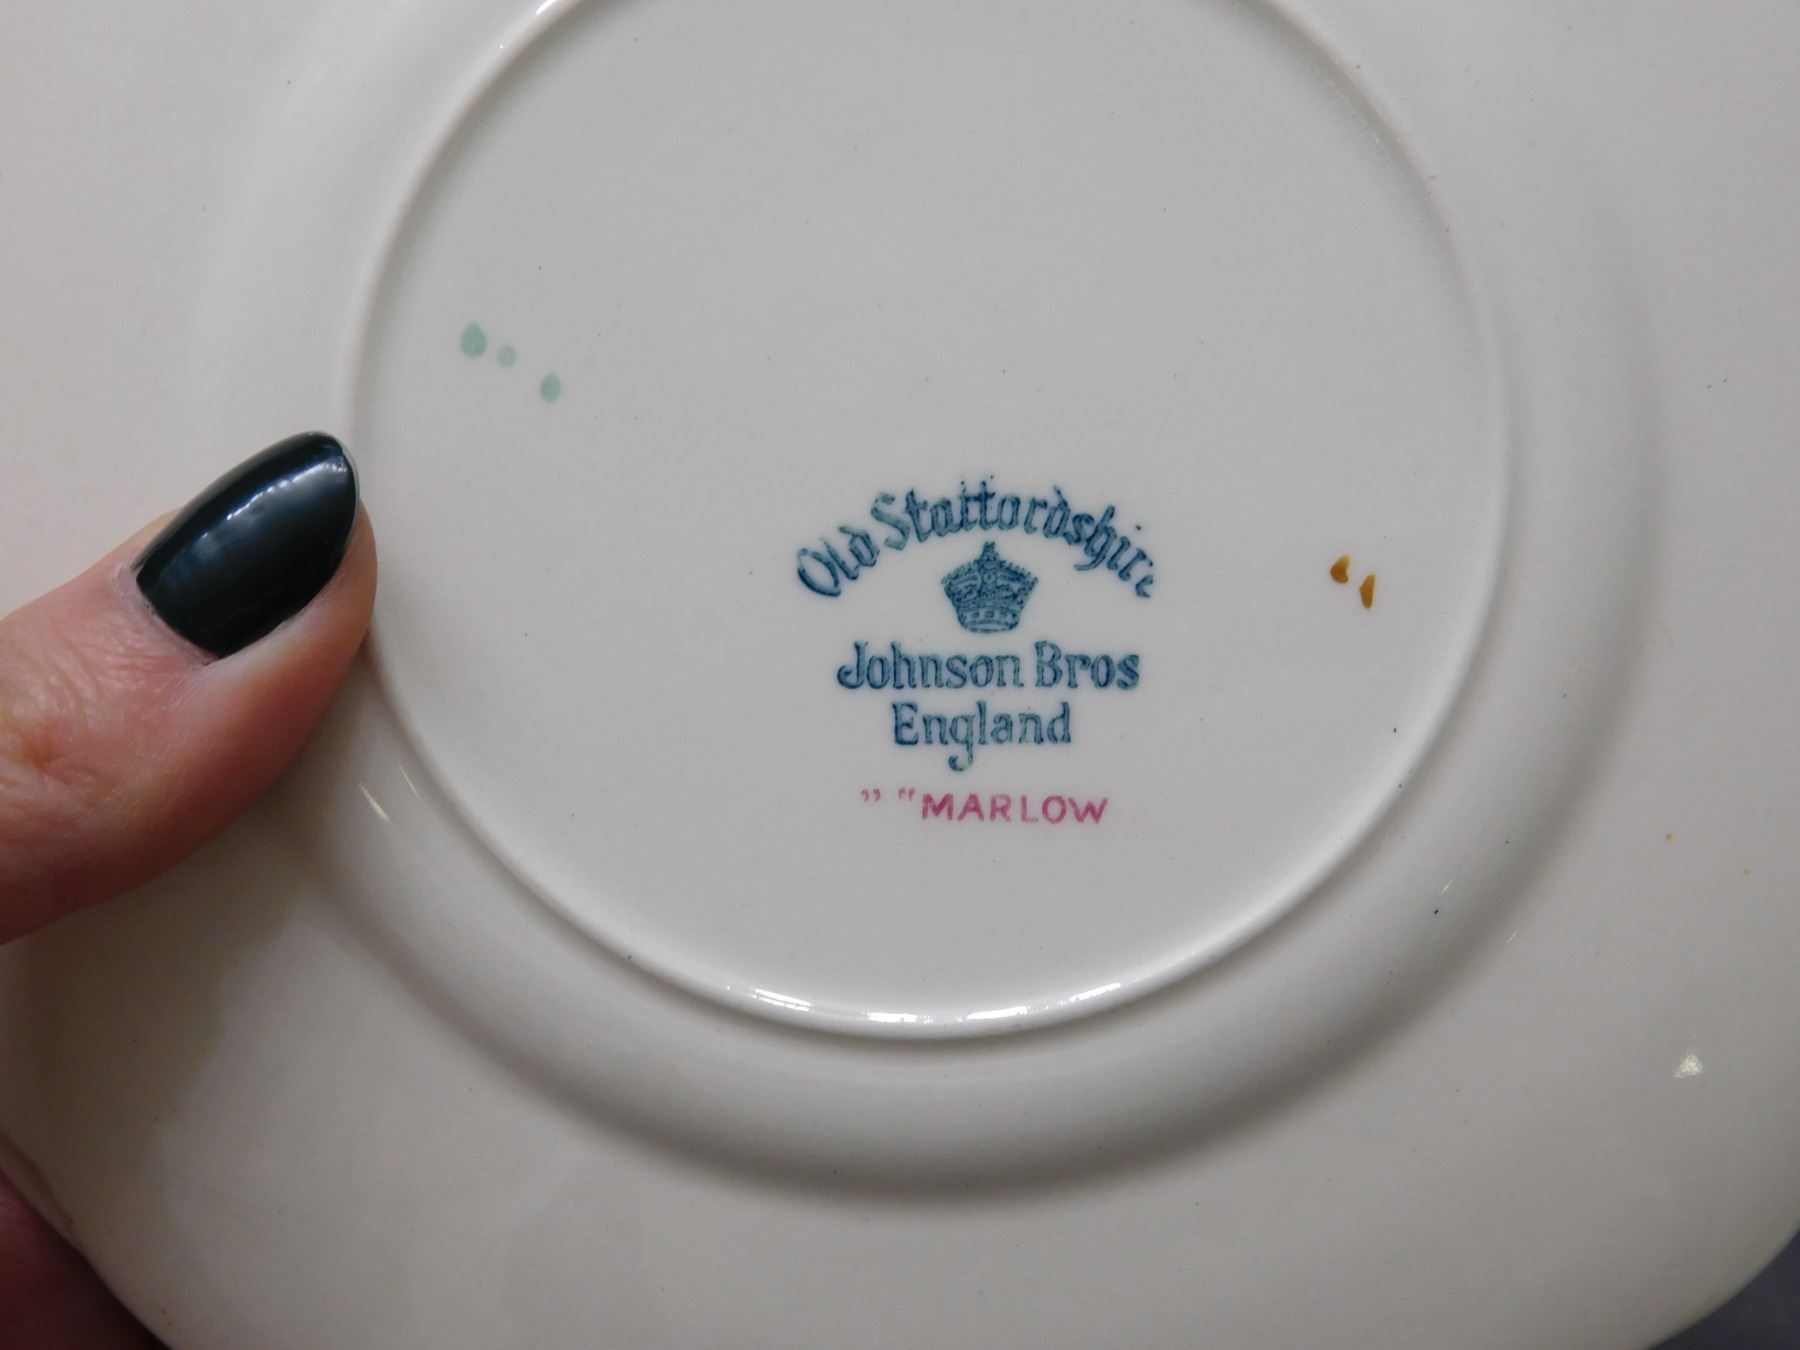 Old Staffordshire
Johnson Bros
England
” “MARLOW